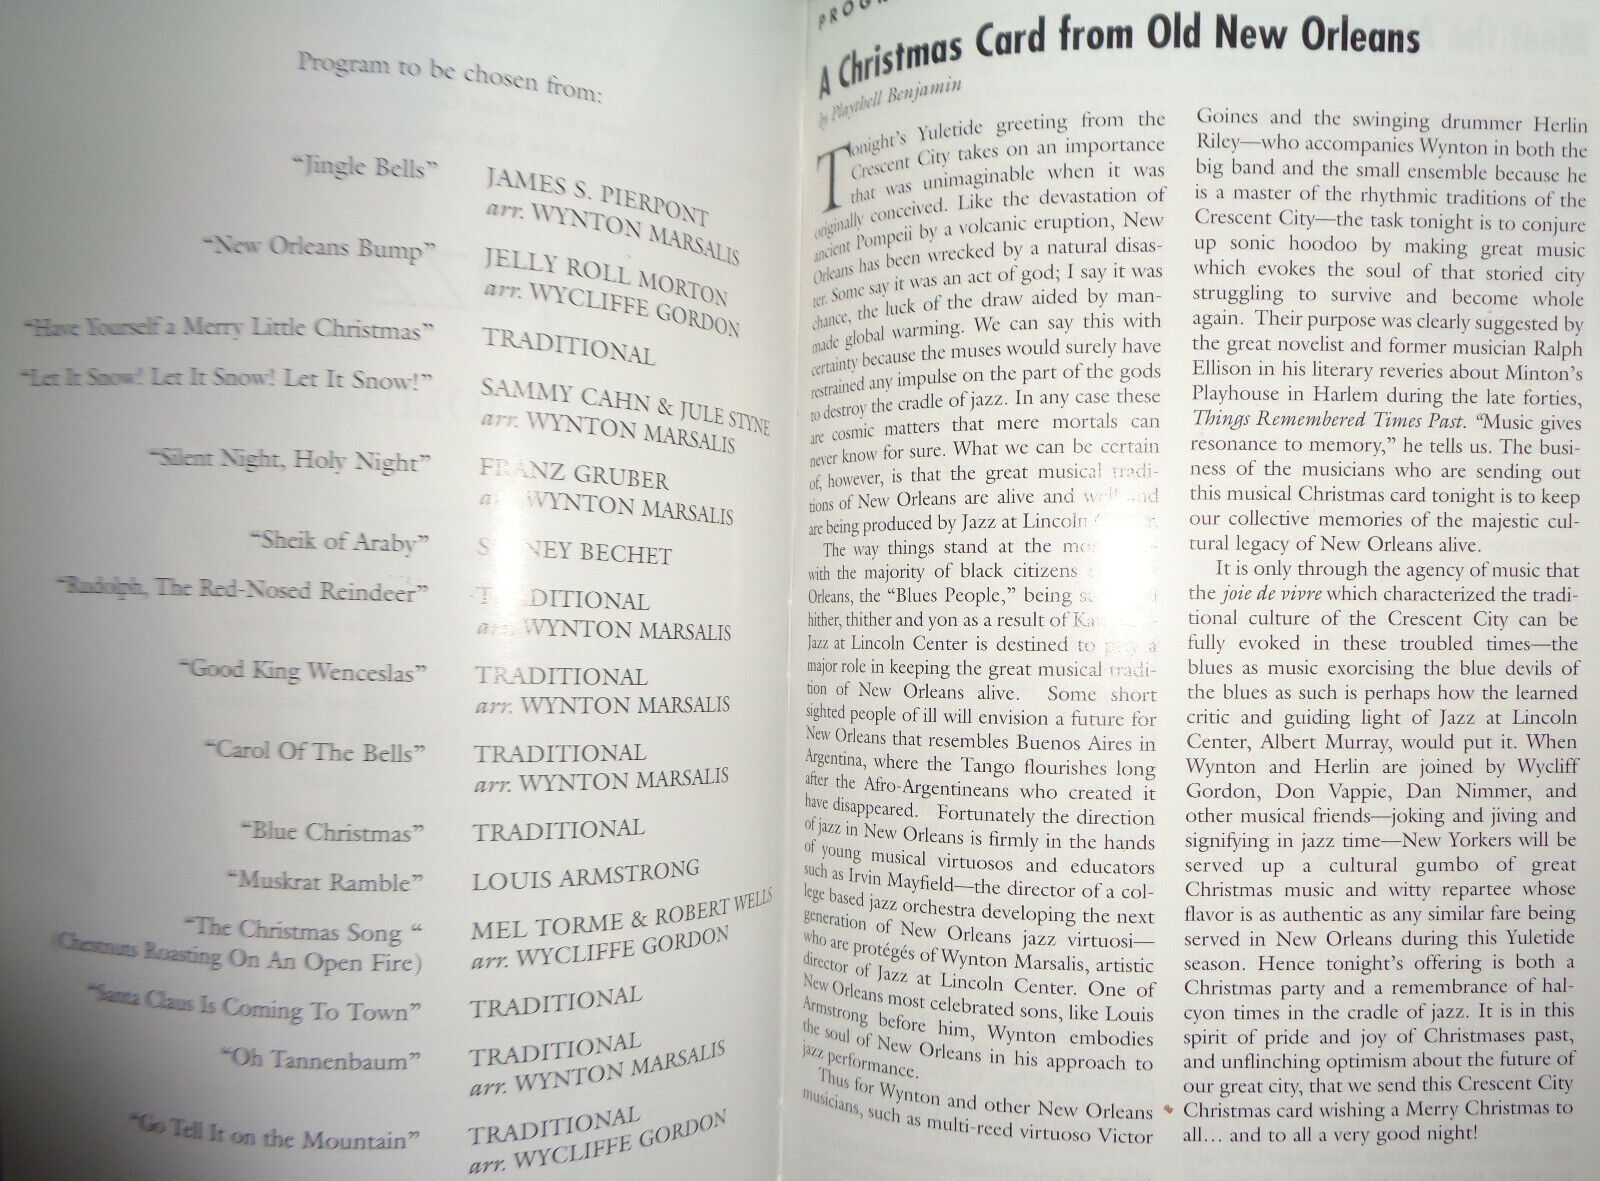 Program to be chosen from:
“Jingle Bells”
JAMES S. PIERPONT
arr. WYNTON MARSALIS
“New Orleans Bump”
JELLY ROLL MORTON
arr. WYCLIFFE GORDON
“Have Yourself a Merry Little Christmas”
TRADITIONAL
“Let It Snow! Let It Snow! Let It Snow!”
SAMMY CAHN & JULE STYNE
arr. WYNTON MARSALIS
“Silent Night, Holy Night”
FRANZ GRUBER
WYNTON MARSALIS
“Sheik of Araby”
BECHET
“Rudolph, The Red-Nosed Reindeer”
TRADITIONAL
arr. WYNTON MARSALIS
“Good King Wenceslas”
TRADITIONAL
arr. WYNTON MARSALIS
“Carol Of The Bells”
TRADITIONAL
arr. WYNTON MARSALIS
“Blue Christmas”
TRADITIONAL
“Muskrat Ramble”
LOUIS ARMSTRONG
“The Christmas Song “
(Chestnuts Roasting On An Open Fire)
MEL TORME & ROBERT WELLS
arr. WYCLIFFE GORDON
“Santa Claus Is Coming To Town”
TRADITIONAL
“Oh Tannenbaum”
TRADITIONAL
arr. WYNTON MARSALIS
“Go Tell It on the Mountain”
TRADITIONAL
arr. WYCLIFFE GORDON
A Christmas Card from Old New Orleans
by Playthell Benjamin
Tonight’s Yuletide greeting from the
Crescent City takes on an importance
that was unimaginable when it was
originally conceived. Like the devastation of
ancient Pompeii by a volcanic eruption, New
Orleans has been wrecked by a natural disas-
ter. Some say it was an act of god; I say it was
chance, the luck of the draw aided by man-
made global warming. We can say this with
certainty because the muses would surely have
restrained any impulse on the part of the gods
to destroy the cradle of jazz. In any case these
are cosmic matters that mere mortals can
never know for sure. What we can be certain
of, however, is that the great musical tradi-
tions of New Orleans are alive and well and
are being produced by Jazz at Lincoln
The way things stand at the
with the majority of black citizens
Orleans, the “Blues People,” being
hither, thither and yon as a result of
Jazz at Lincoln Center is destined to play a
major role in keeping the great musical tradi-
tion of New Orleans alive. Some short
sighted people of ill will envision a future for
New Orleans that resembles Buenos Aires in
Argentina, where the Tango flourishes long
after the Afro-Argentineans who created it
have disappeared. Fortunately the direction
of jazz in New Orleans is firmly in the hands
of young musical virtuosos and educators
such as Irvin Mayfield—the director of a col-
lege based jazz orchestra developing the next
generation of New Orleans jazz virtuosi—
who are protégés of Wynton Marsalis, artistic
director of Jazz at Lincoln Center. One of
New Orleans most celebrated sons, like Louis
Armstrong before him, Wynton embodies
the soul of New Orleans in his approach to
jazz performance.
Thus for Wynton and other New Orleans
musicians, such as multi-reed virtuoso Victor
Goines and the swinging drummer Herlin
Riley—who accompanies Wynton in both the
big band and the small ensemble because he
is a master of the rhythmic traditions of the
Crescent City—the task tonight is to conjure
up sonic hoodoo by making great music
which evokes the soul of that storied city
struggling to survive and become whole
again. Their purpose was clearly suggested by
the great novelist and former musician Ralph
Ellison in his literary reveries about Minton’s
Playhouse in Harlem during the late forties,
Things Remembered Times Past. “Music gives
resonance to memory,” he tells us. The busi-
ness of the musicians who are sending out
this musical Christmas card tonight is to keep
our collective memories of the majestic cul-
tural legacy of New Orleans alive.
It is only through the agency of music that
the joie de vivre which characterized the tradi-
tional culture of the Crescent City can be
fully evoked in these troubled times—the
blues as music exorcising the blue devils of
the blues as such is perhaps how the learned
critic and guiding light of Jazz at Lincoln
Center, Albert Murray, would put it. When
Wynton and Herlin are joined by Wycliff
Gordon, Don Vappie, Dan Nimmer, and
other musical friends—joking and jiving and
signifying in jazz time—New Yorkers will be
served up a cultural gumbo of great
Christmas music and witty repartee whose
flavor is as authentic as any similar fare being
served in New Orleans during this Yuletide
season. Hence tonight’s offering is both a
Christmas party and a remembrance of hal-
cyon times in the cradle of jazz. It is in this
spirit of pride and joy of Christmases past,
and unflinching optimism about the future of
our great city, that we send this Crescent City
Christmas card wishing a Merry Christmas to
all... and to all a very good night!